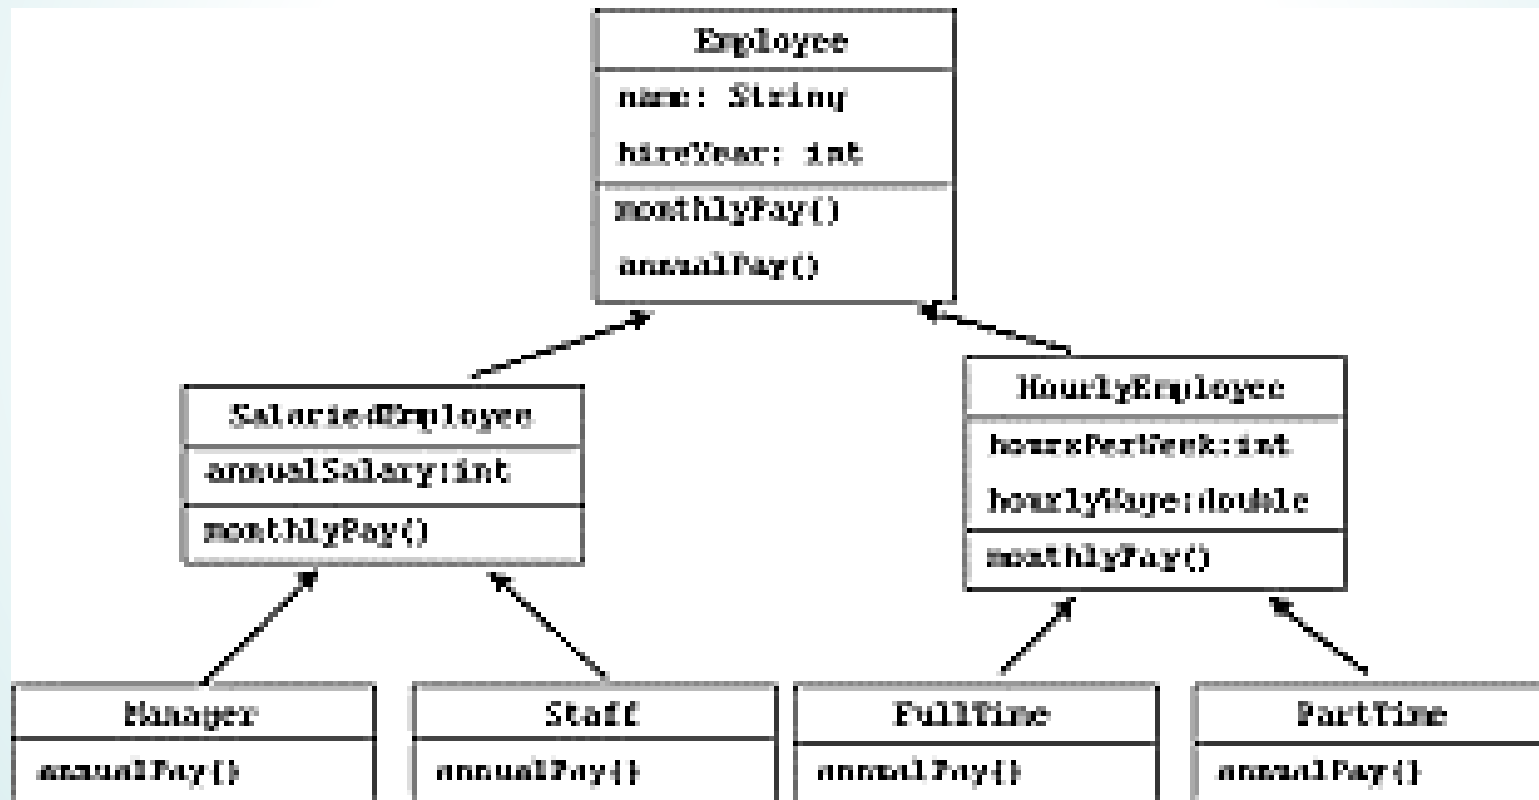 Employee
name: String
hireYear: int
monthlyPay()
annualPay()
SalariedEmployee
annualSalary:int
monthlyPay()
HourlyEmployee
hoursPerWeek:int
hourlyWage:double
monthlyPay()
Manager
annualPay()
Staff
annualPay()
FullTime
annualPay()
PartTime
annualPay()